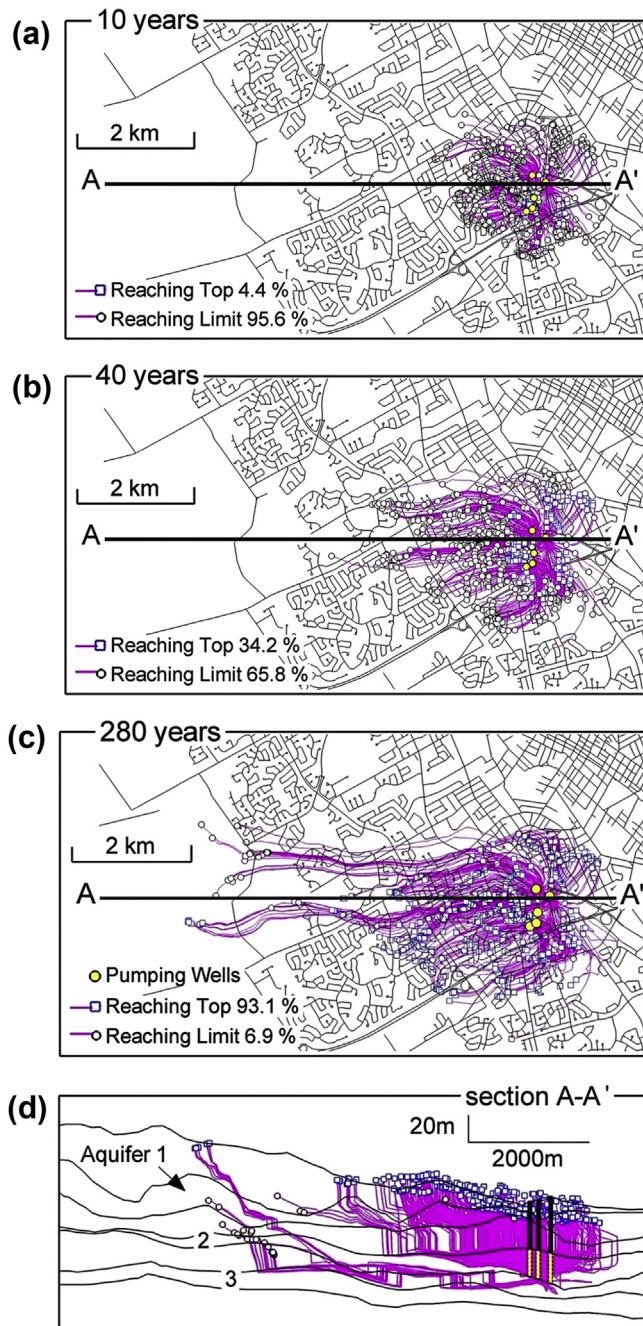 (a)
10 years
2 km
A
A'
Reaching Top 4.4 %
Reaching Limit 95.6 %
(b)
40 years
2 km
A
A'
Reaching Top 34.2 %
Reaching Limit 65.8 %
(c)
280 years
2 km
A
A'
Pumping Wells
Reaching Top 93.1 %
Reaching Limit 6.9 %
(d)
section A-A'
20m
2000m
Aquifer 1
2
3